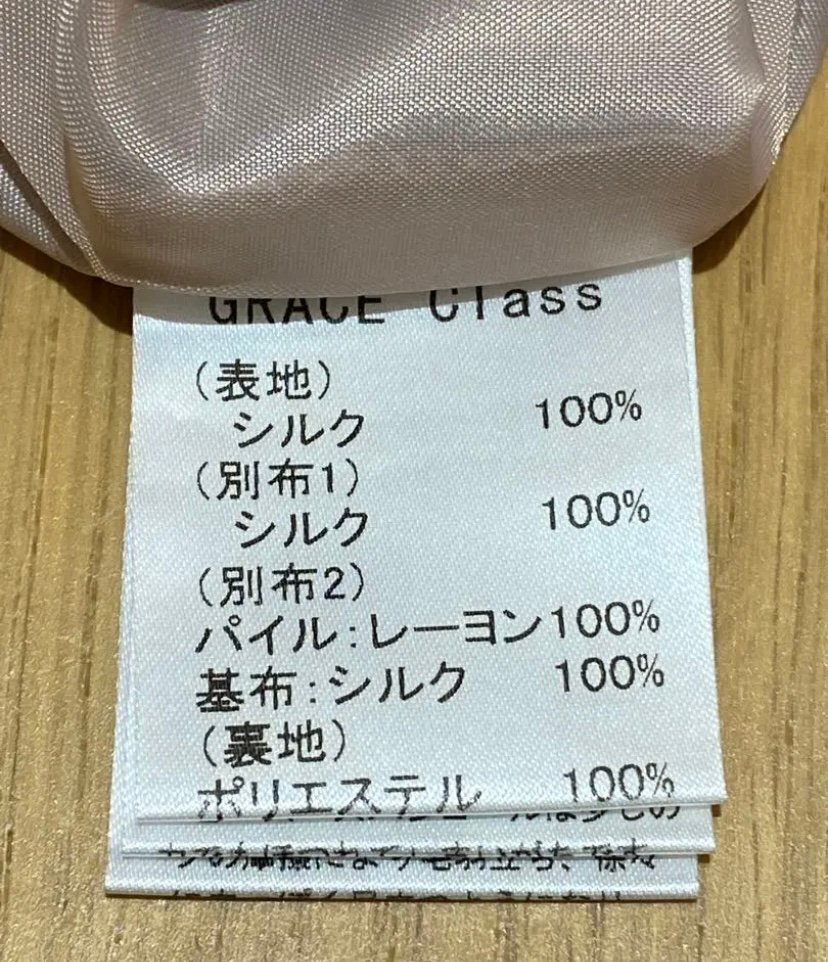 GRACE Class
(表地)
シルク 100%
(別布1)
シルク 100%
(別布2)
パイル:レーヨン100%
基布:シルク 100%
(裏地)
ポリエステル 100%